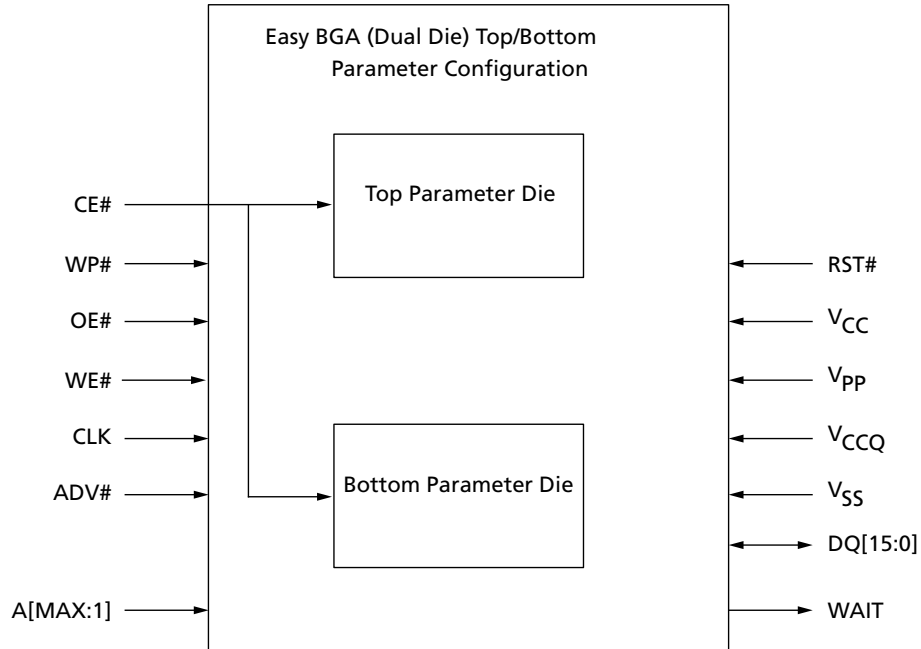 Easy BGA (Dual Die) Top/Bottom
Parameter Configuration
Top Parameter Die
CE#
WP#
RST#
OE#
VCC
WE#
VPP
CLK
VCCQ
Bottom Parameter Die
ADV#
VSS
DQ[15:0]
A[MAX:1]
WAIT